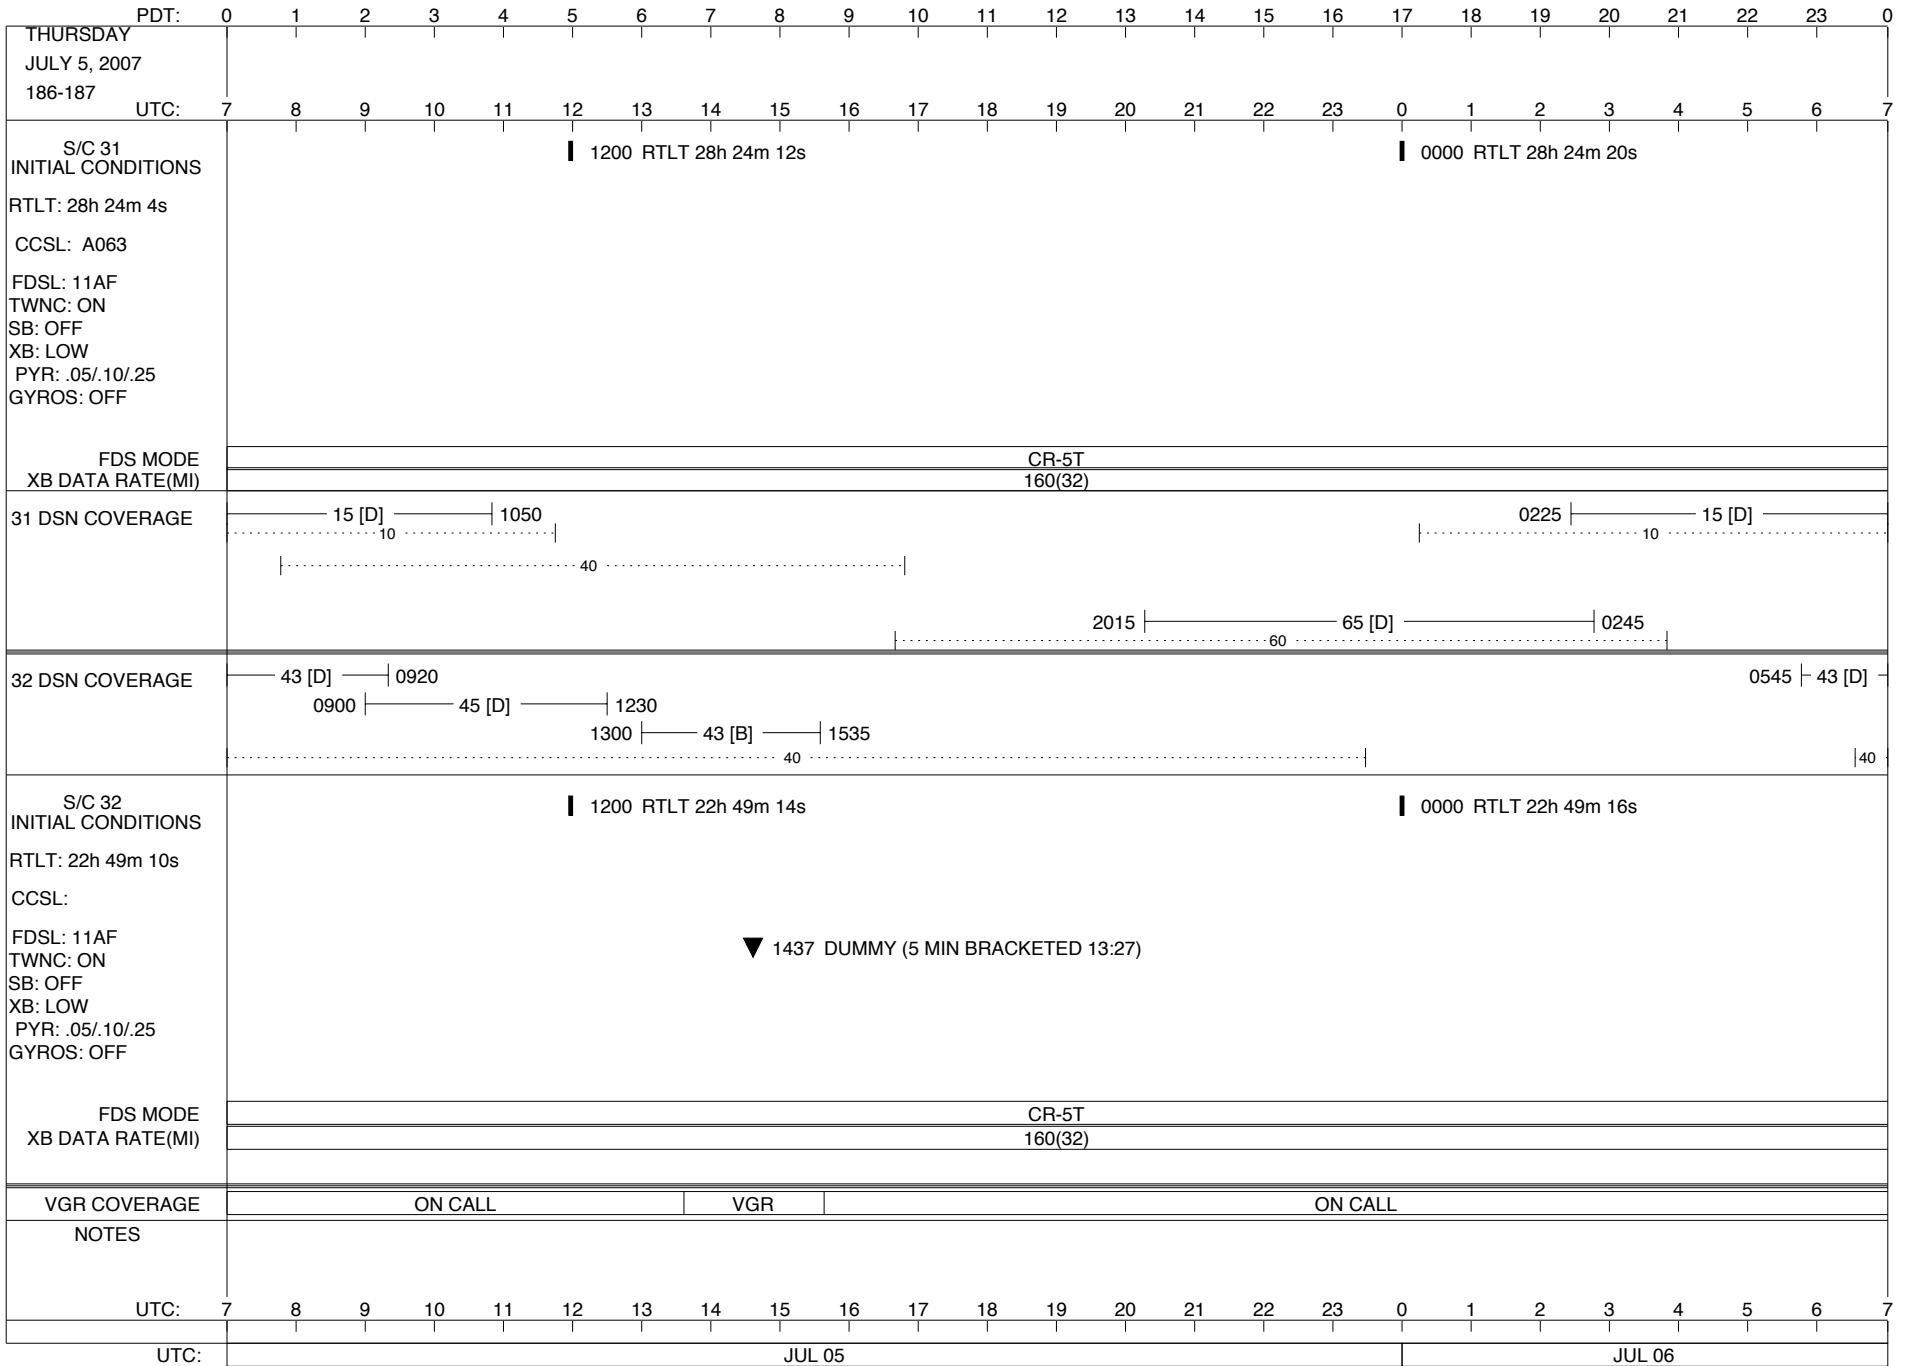 PDT: 0 1 2 3 4 5 6 7 8 9 10 11 12 13 14 15 16 17 18 19 20 21 22 23 0
THURSDAY
JULY 5, 2007
186-187
UTC: 7 8 9 10 11 12 13 14 15 16 17 18 19 20 21 22 23 0 1 2 3 4 5 6 7
S/C 31
INITIAL CONDITIONS
1200 RTLT 28h 24m 12s
0000 RTLT 28h 24m 20s
RTLT: 28h 24m 4s
CCSL: A063
FDSL: 11AF
TWNC: ON
SB: OFF
XB: LOW
PYR: .05/.10/.25
GYROS: OFF
FDS MODE CR-5T
XB DATA RATE(MI) 160(32)
31 DSN COVERAGE 15 [D] 1050 0225 15 [D]
10 10
40
2015 65 [D] 0245
60
32 DSN COVERAGE 43 [D] 0920 0545 43 [D]
0900 45 [D] 1230
1300 43 [B] 1535
40 40
S/C 32
INITIAL CONDITIONS
1200 RTLT 22h 49m 14s
0000 RTLT 22h 49m 16s
RTLT: 22h 49m 10s
CCSL:
FDSL: 11AF
TWNC: ON
SB: OFF
XB: LOW
PYR: .05/.10/.25
GYROS: OFF
1437 DUMMY (5 MIN BRACKETED 13:27)
FDS MODE CR-5T
XB DATA RATE(MI) 160(32)
VGR COVERAGE ON CALL VGR ON CALL
NOTES
UTC: 7 8 9 10 11 12 13 14 15 16 17 18 19 20 21 22 23 0 1 2 3 4 5 6 7
UTC: JUL 05 JUL 06